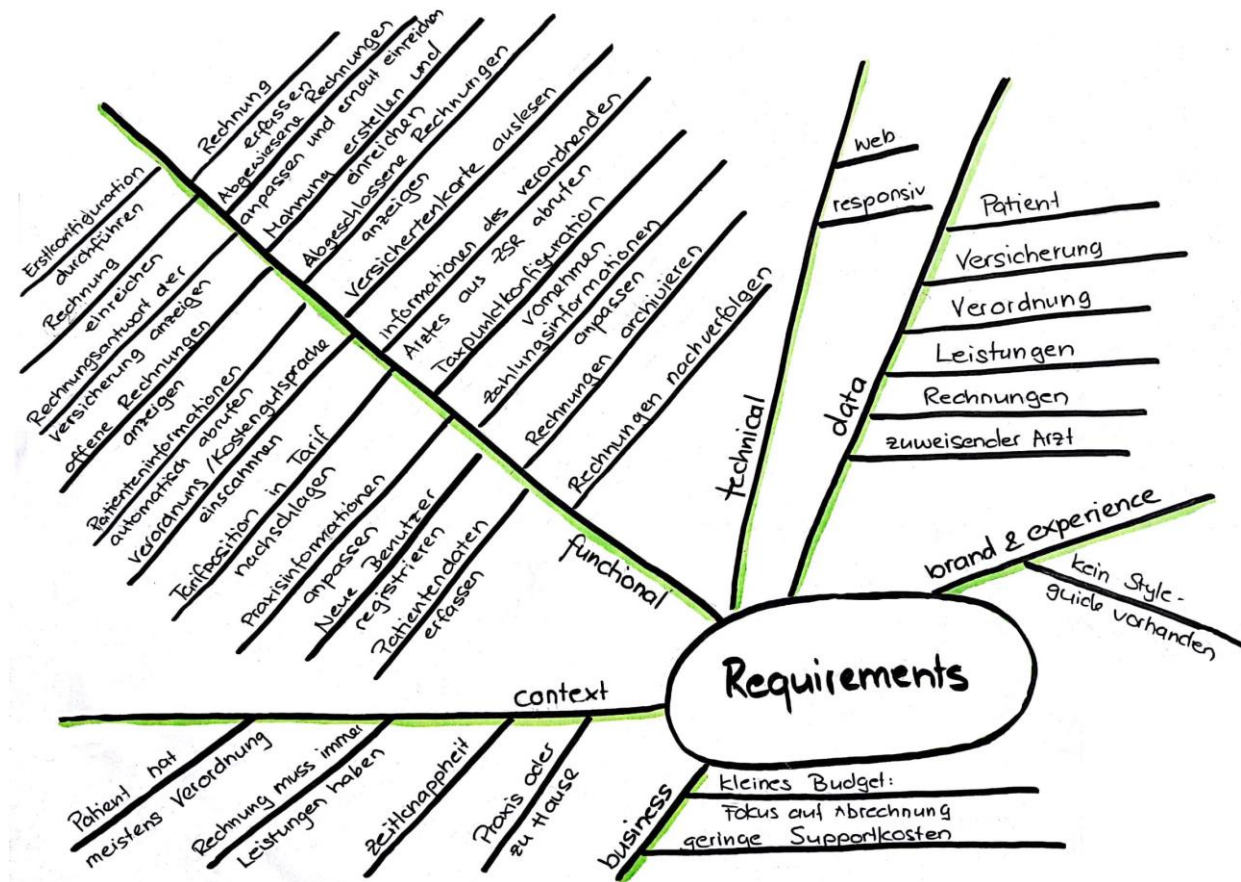 Requirements
functional
Rechnung
erfassen
Abgewiesene Rechnungen
anpassen und erneut einreichen
Mahnung erstellen und
einreichen
Abgeschlossene Rechnungen
anzeigen
Versichertenkarte auslesen
Informationen des verordnenden
Arztes aus ZSR abrufen
Taxpunktkonfiguration
vornehmen
Zahlungsinformationen
anpassen
Rechnungen archivieren
Rechnungen nachverfolgen
Erstkonfiguration
durchführen
Rechnung
einreichen
Rechnungsantwort der
Versicherung anzeigen
offene Rechnungen
anzeigen
Patienteninformationen
automatisch abrufen
Verordnung/Kostengutsprache
einscannen
Tarifposition in Tarif
nachschlagen
Praxisinformationen
anpassen
Neue Benutzer
registrieren
Patientendaten
erfassen
technical
web
responsiv
data
Patient
Versicherung
Verordnung
Leistungen
Rechnungen
zuweisender Arzt
brand & experience
kein Style-
guide vorhanden
context
Patient hat
meistens Verordnung
Rechnung muss immer
Leistungen haben
Zeitknappheit
Praxis oder
zu Hause
business
kleines Budget:
Fokus auf Abrechnung
geringe Supportkosten